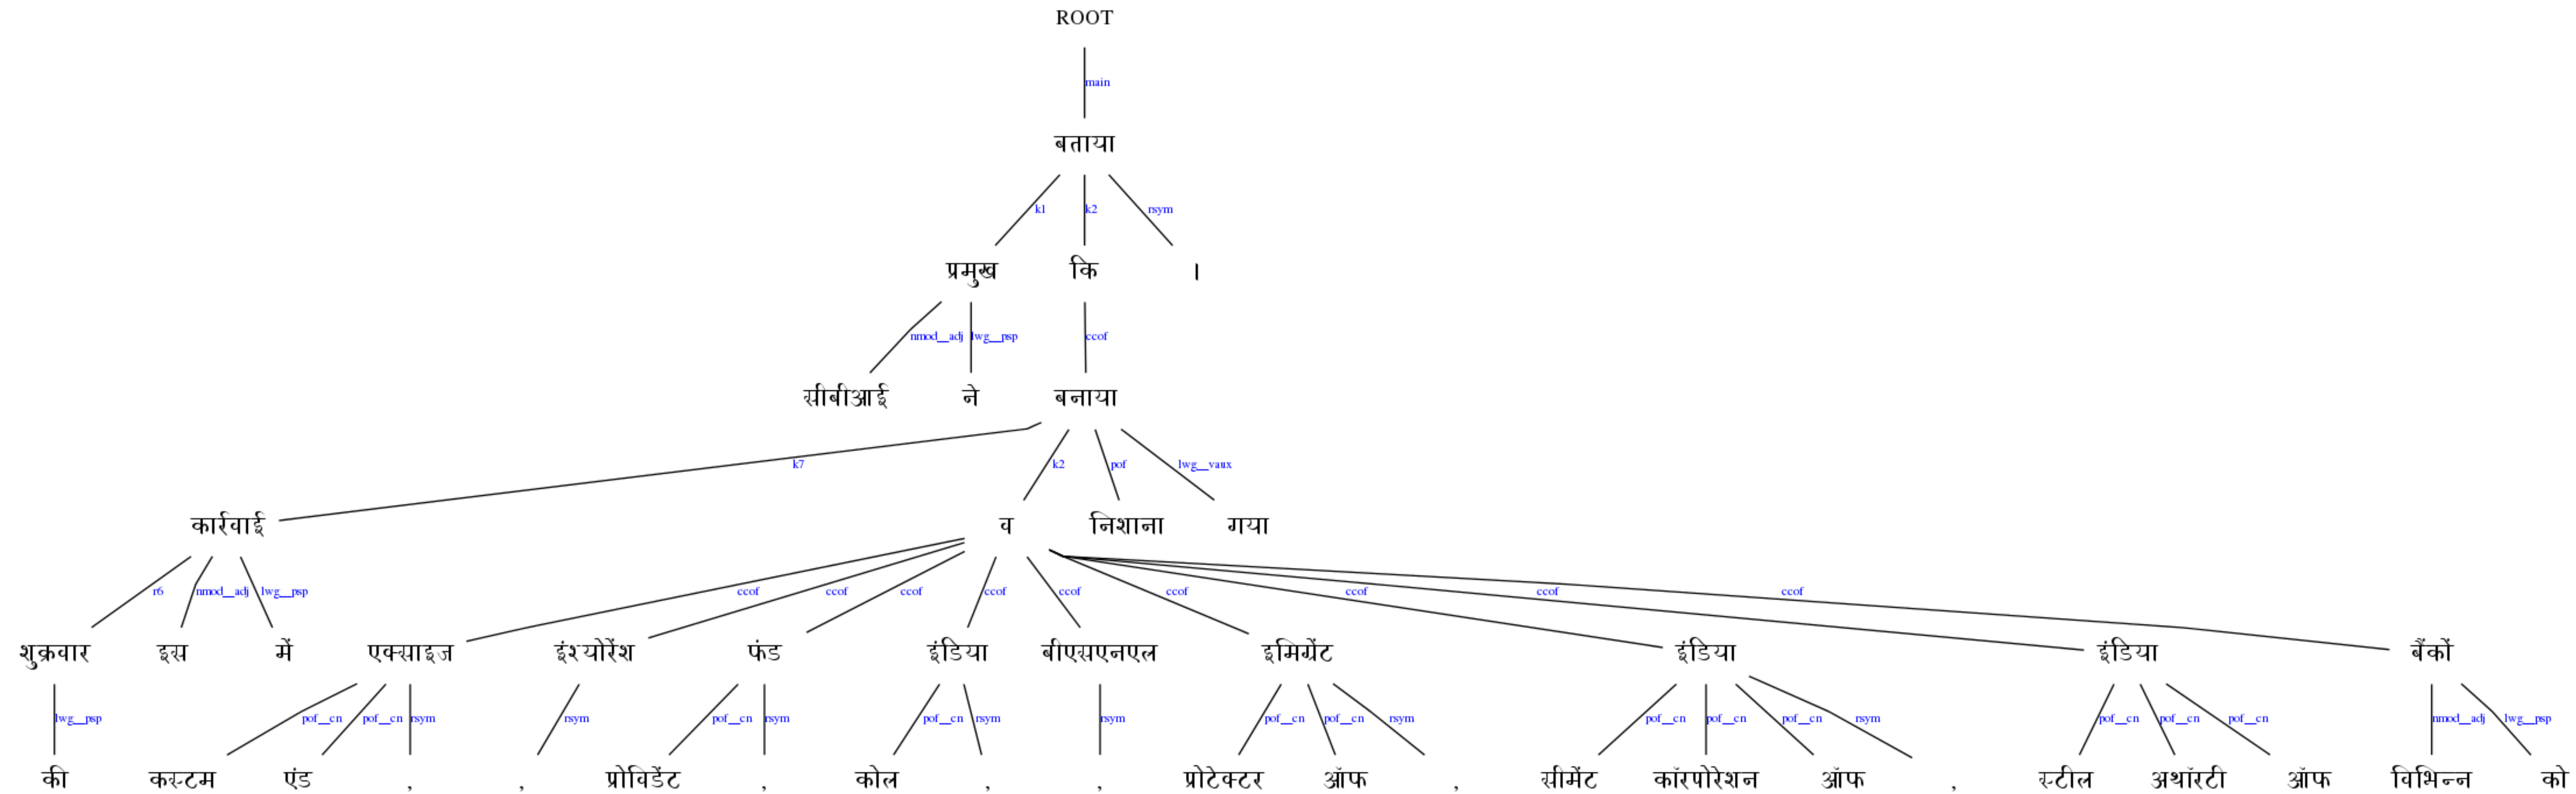 ROOT
main
बताया
k1 k2 rsym
प्रमुख कि ।
nmod__adj lwg__psp ccof
सीबीआई ने बनाया
k7 k2 pof lwg__vaux
कार्रवाई व निशाना गया
r6 nmod__adj lwg__psp ccof ccof ccof ccof ccof ccof ccof ccof ccof
शुक्रवार इस में एक्साइज इंश्योरेंश फंड इंडिया बीएसएनएल इमिग्रेंट इंडिया इंडिया बैंकों
lwg__psp pof__cn pof__cn rsym rsym pof__cn rsym pof__cn rsym rsym pof__cn pof__cn rsym pof__cn pof__cn pof__cn rsym pof__cn pof__cn pof__cn nmod__adj lwg__psp
की कस्टम एंड , , प्रोविडेंट , कोल , , प्रोटेक्टर ऑफ , सीमेंट कॉरपोरेशन ऑफ , स्टील अथॉरटी ऑफ विभिन्न को